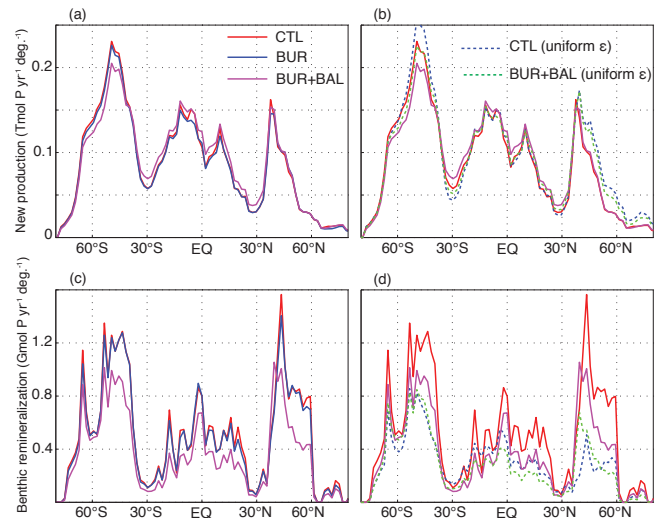 (a)
CTL
BUR
BUR+BAL
New production (Tmol P yr⁻¹ deg.⁻¹)
0.2
0.1
0
60°S 30°S EQ 30°N 60°N
(b)
CTL (uniform ε)
BUR+BAL (uniform ε)
60°S 30°S EQ 30°N 60°N
(c)
Benthic remineralization (Gmol P yr⁻¹ deg.⁻¹)
1.2
0.8
0.4
60°S 30°S EQ 30°N 60°N
(d)
60°S 30°S EQ 30°N 60°N